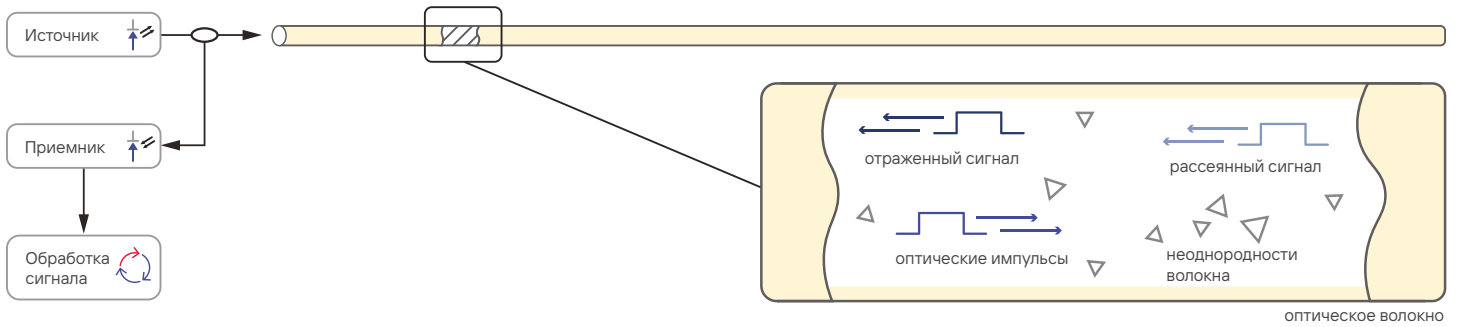 Источник
Приемник
Обработка
сигнала
отраженный сигнал
рассеянный сигнал
оптические импульсы
неоднородности
волокна
оптическое волокно